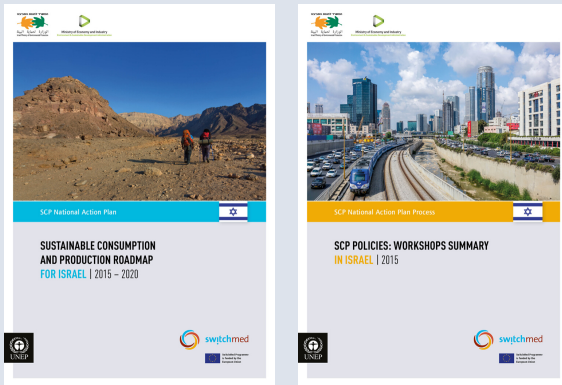 Ministry of Economy and Industry
SCP National Action Plan
SUSTAINABLE CONSUMPTION
AND PRODUCTION ROADMAP
FOR ISRAEL | 2015 – 2020
UNEP
switchmed
Ministry of Economy and Industry
SCP National Action Plan Process
SCP POLICIES: WORKSHOPS SUMMARY
IN ISRAEL | 2015
UNEP
switchmed